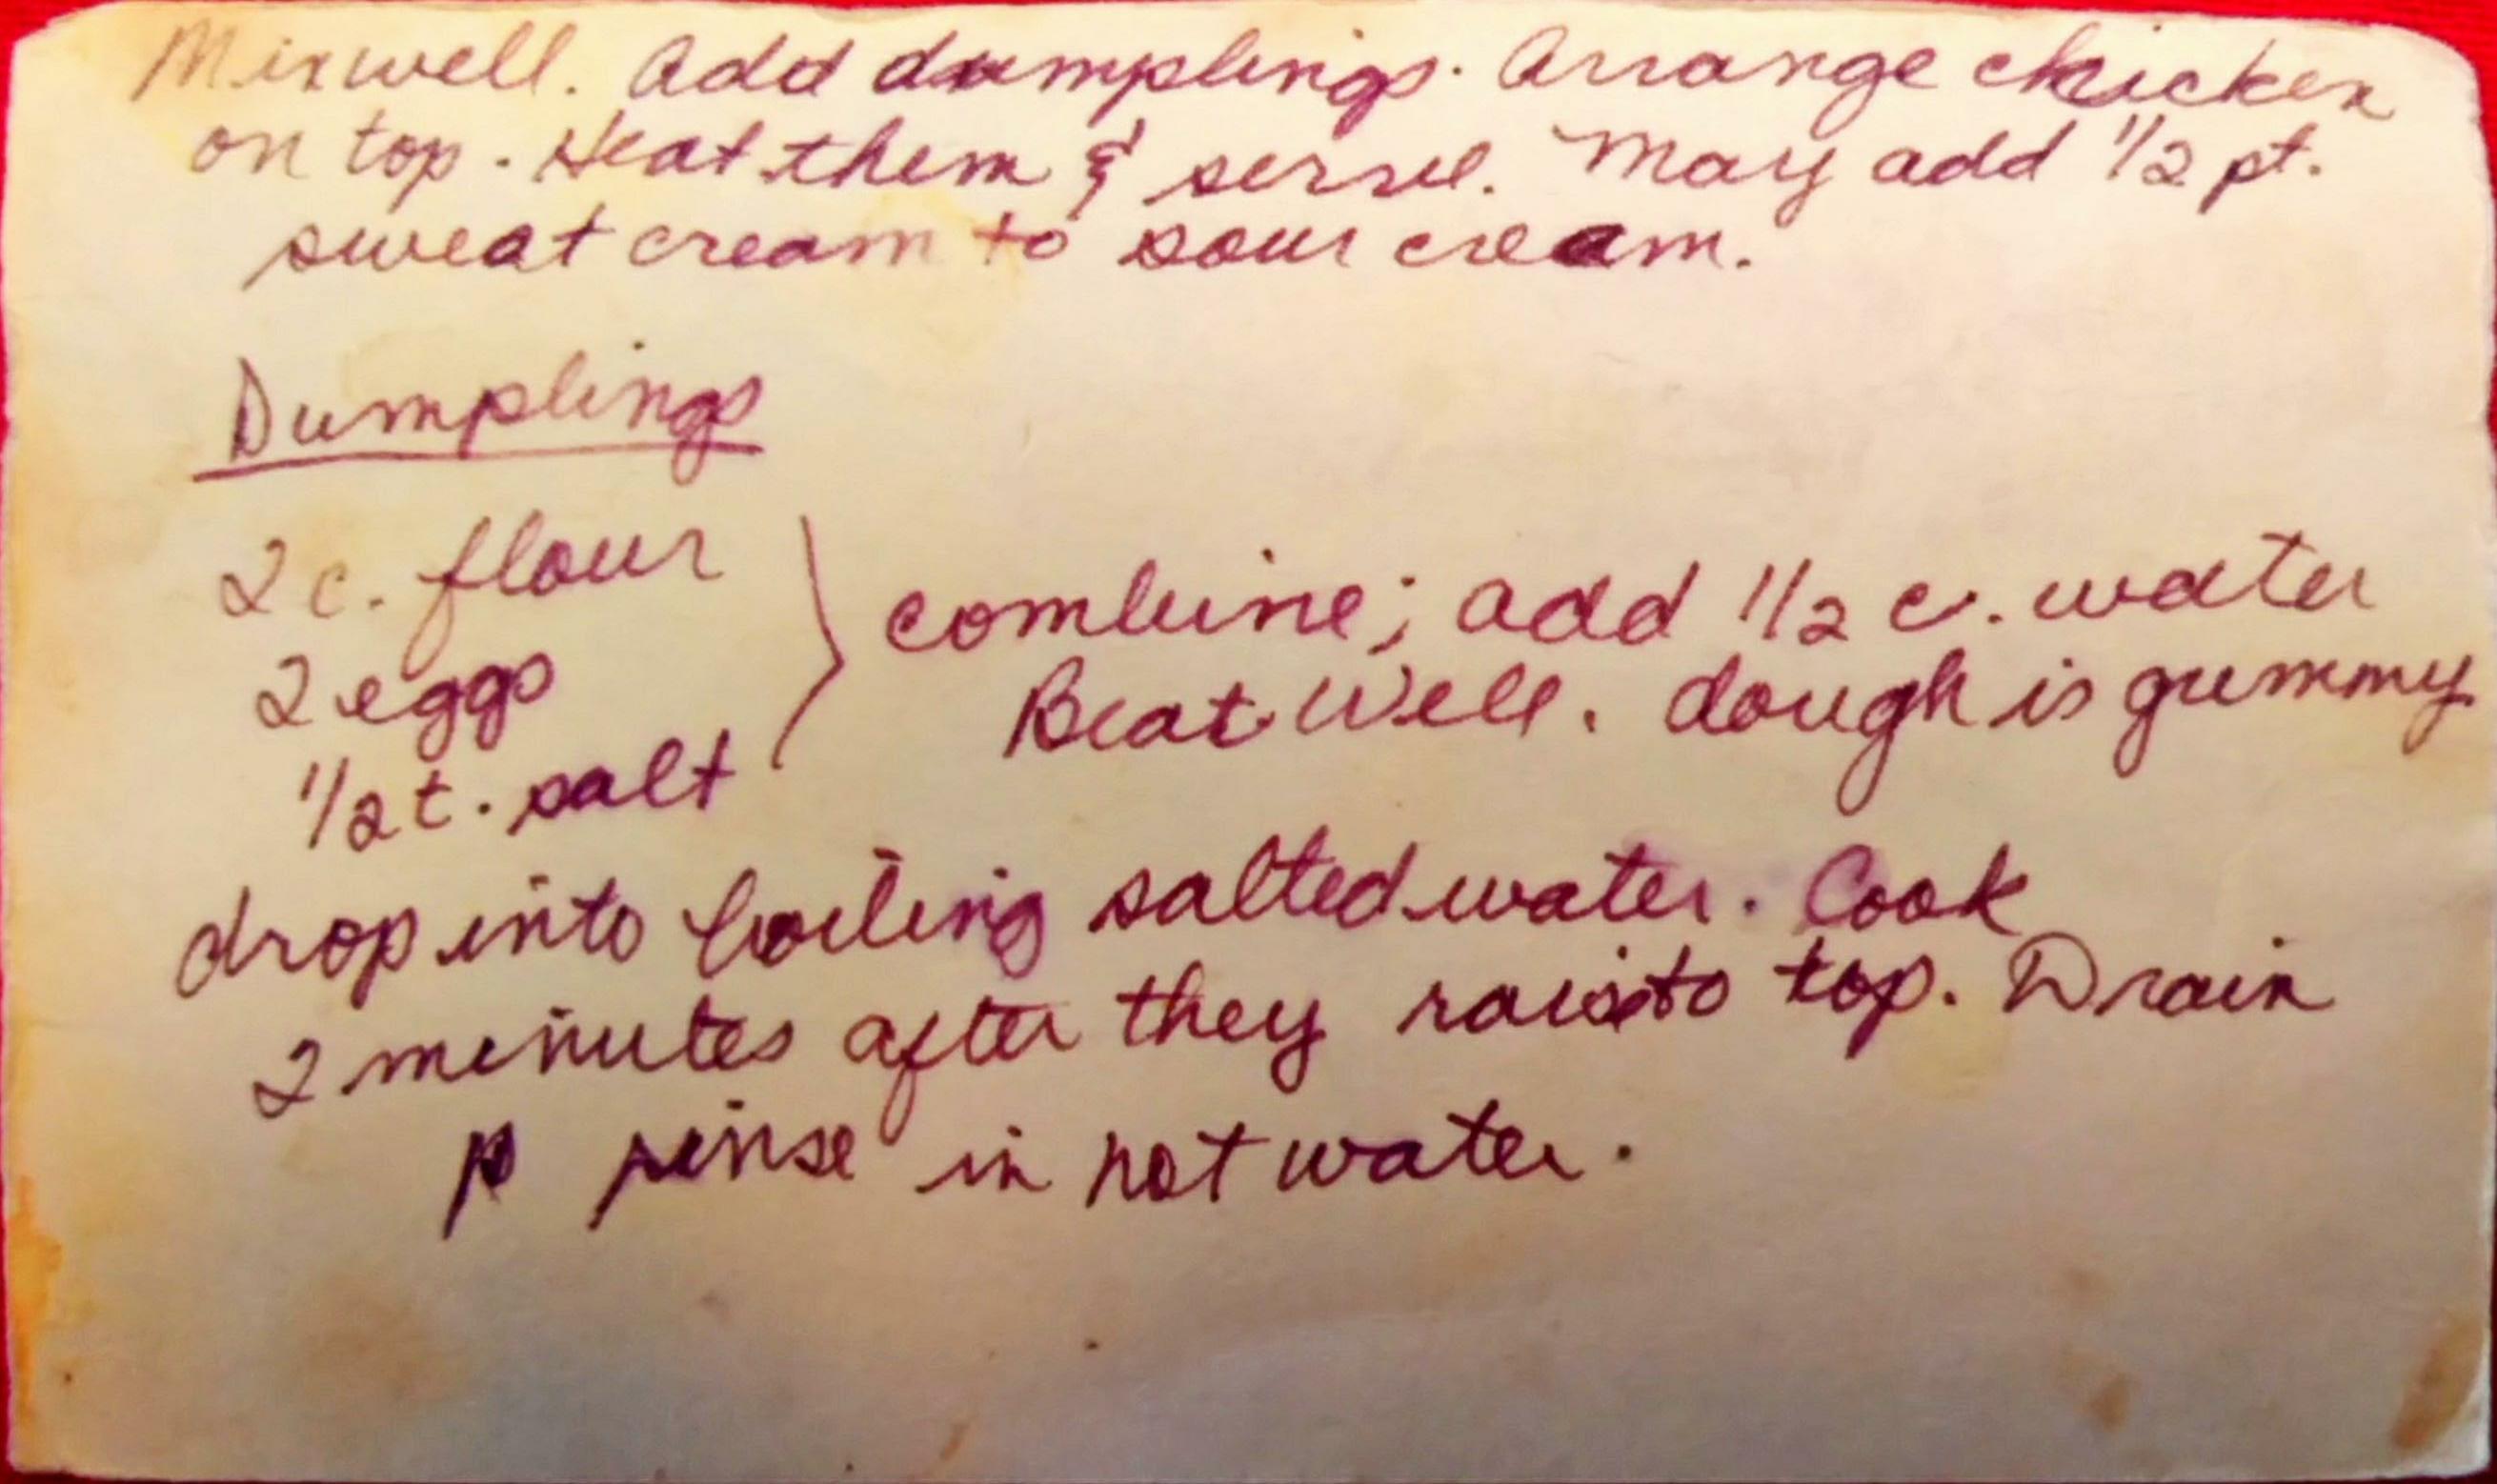 Mix well. Add dumplings. Arrange chicken
on top. Heat them & serve. May add 1/2 pt.
sweat cream to sour cream.
Dumplings
2 c. flour
2 eggs
1/2 t. salt
combine; add 1/2 c. water
Beat Well. dough is gummy
drop into boiling salted water. Cook
2 minutes after they raise to top. Drain
rinse in hot water.